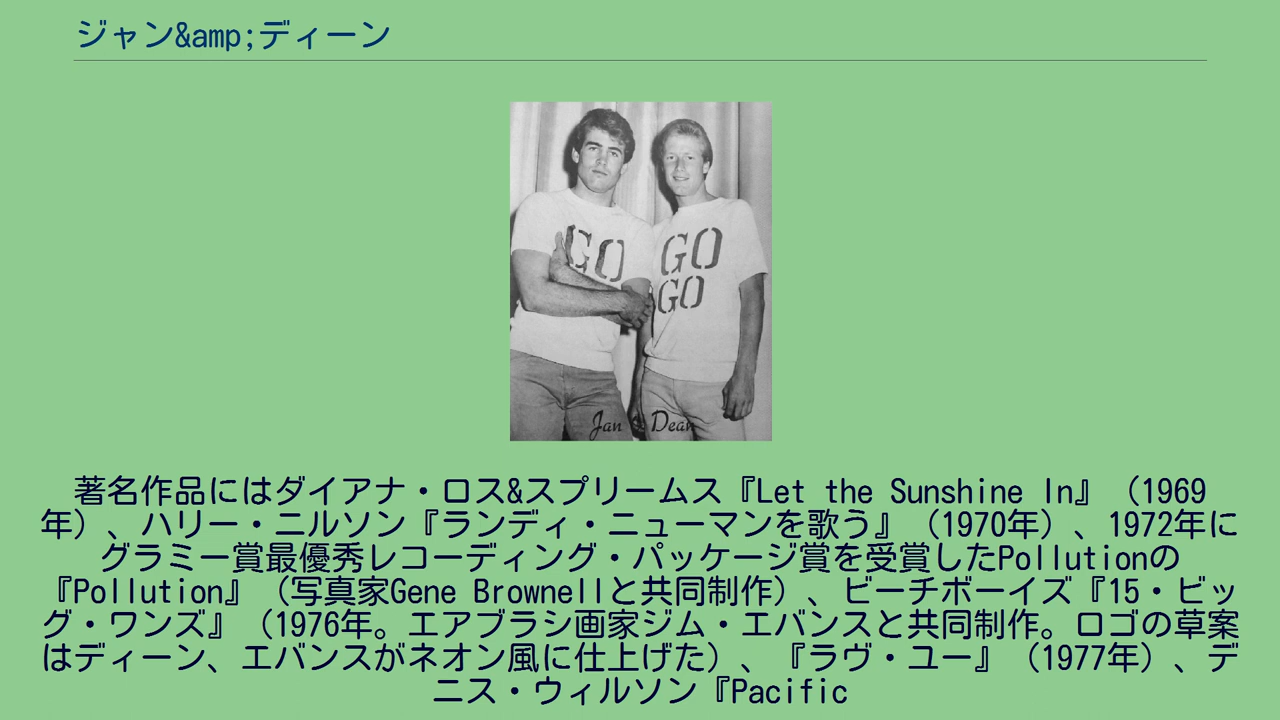 ジャン&amp;ディーン
GO
GO
GO
Jan & Dean
著名作品にはダイアナ・ロス&スプリームス『Let the Sunshine In』（1969
年）、ハリー・ニルソン『ランディ・ニューマンを歌う』（1970年）、1972年に
グラミー賞最優秀レコーディング・パッケージ賞を受賞したPollutionの
『Pollution』（写真家Gene Brownellと共同制作）、ビーチボーイズ『15・ビッ
グ・ワンズ』（1976年。エアブラシ画家ジム・エバンスと共同制作。ロゴの草案
はディーン、エバンスがネオン風に仕上げた）、『ラヴ・ユー』（1977年）、デ
ニス・ウィルソン『Pacific